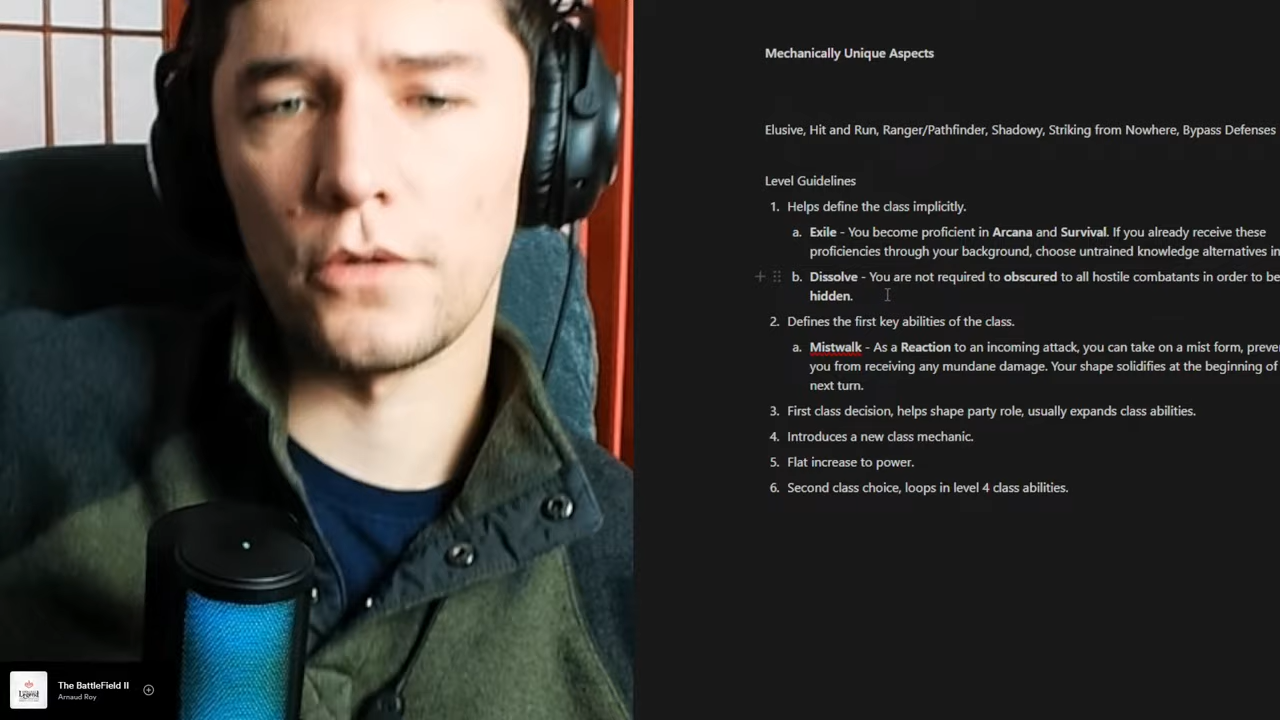 Mechanically Unique Aspects
Elusive, Hit and Run, Ranger/Pathfinder, Shadowy, Striking from Nowhere, Bypass Defenses
Level Guidelines
1. Helps define the class implicitly.
a. Exile - You become proficient in Arcana and Survival. If you already receive these
proficiencies through your background, choose untrained knowledge alternatives in
b. Dissolve - You are not required to obscured to all hostile combatants in order to be
hidden.
2. Defines the first key abilities of the class.
a. Mistwalk - As a Reaction to an incoming attack, you can take on a mist form, preve
you from receiving any mundane damage. Your shape solidifies at the beginning of
next turn.
3. First class decision, helps shape party role, usually expands class abilities.
4. Introduces a new class mechanic.
5. Flat increase to power.
6. Second class choice, loops in level 4 class abilities.
Legend
The BattleField II
Arnaud Roy